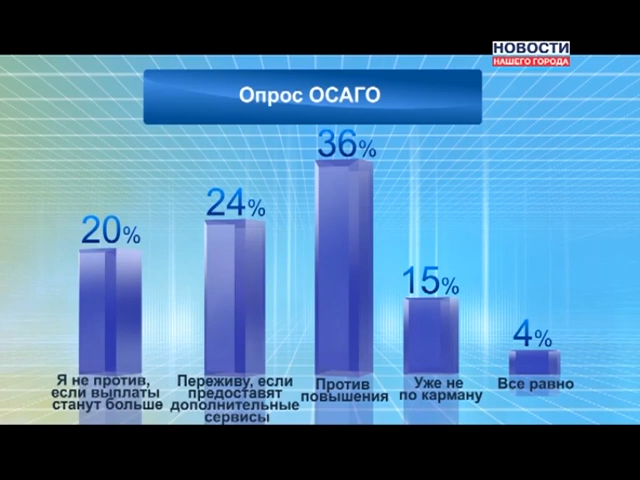 НОВОСТИ
НАШЕГО ГОРОДА
Опрос ОСАГО
20%
24%
36%
15%
4%
Я не против,
если выплаты
станут больше
Переживу, если
предоставят
дополнительные
сервисы
Против
повышения
Уже не
по карману
Все равно